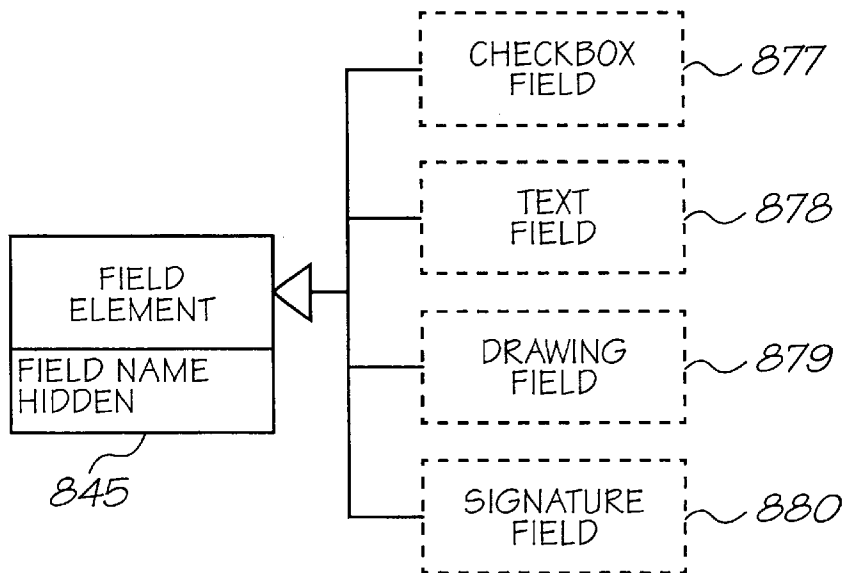 CHECKBOX
FIELD
877
TEXT
FIELD
878
FIELD
ELEMENT
FIELD NAME
HIDDEN
845
DRAWING
FIELD
879
SIGNATURE
FIELD
880